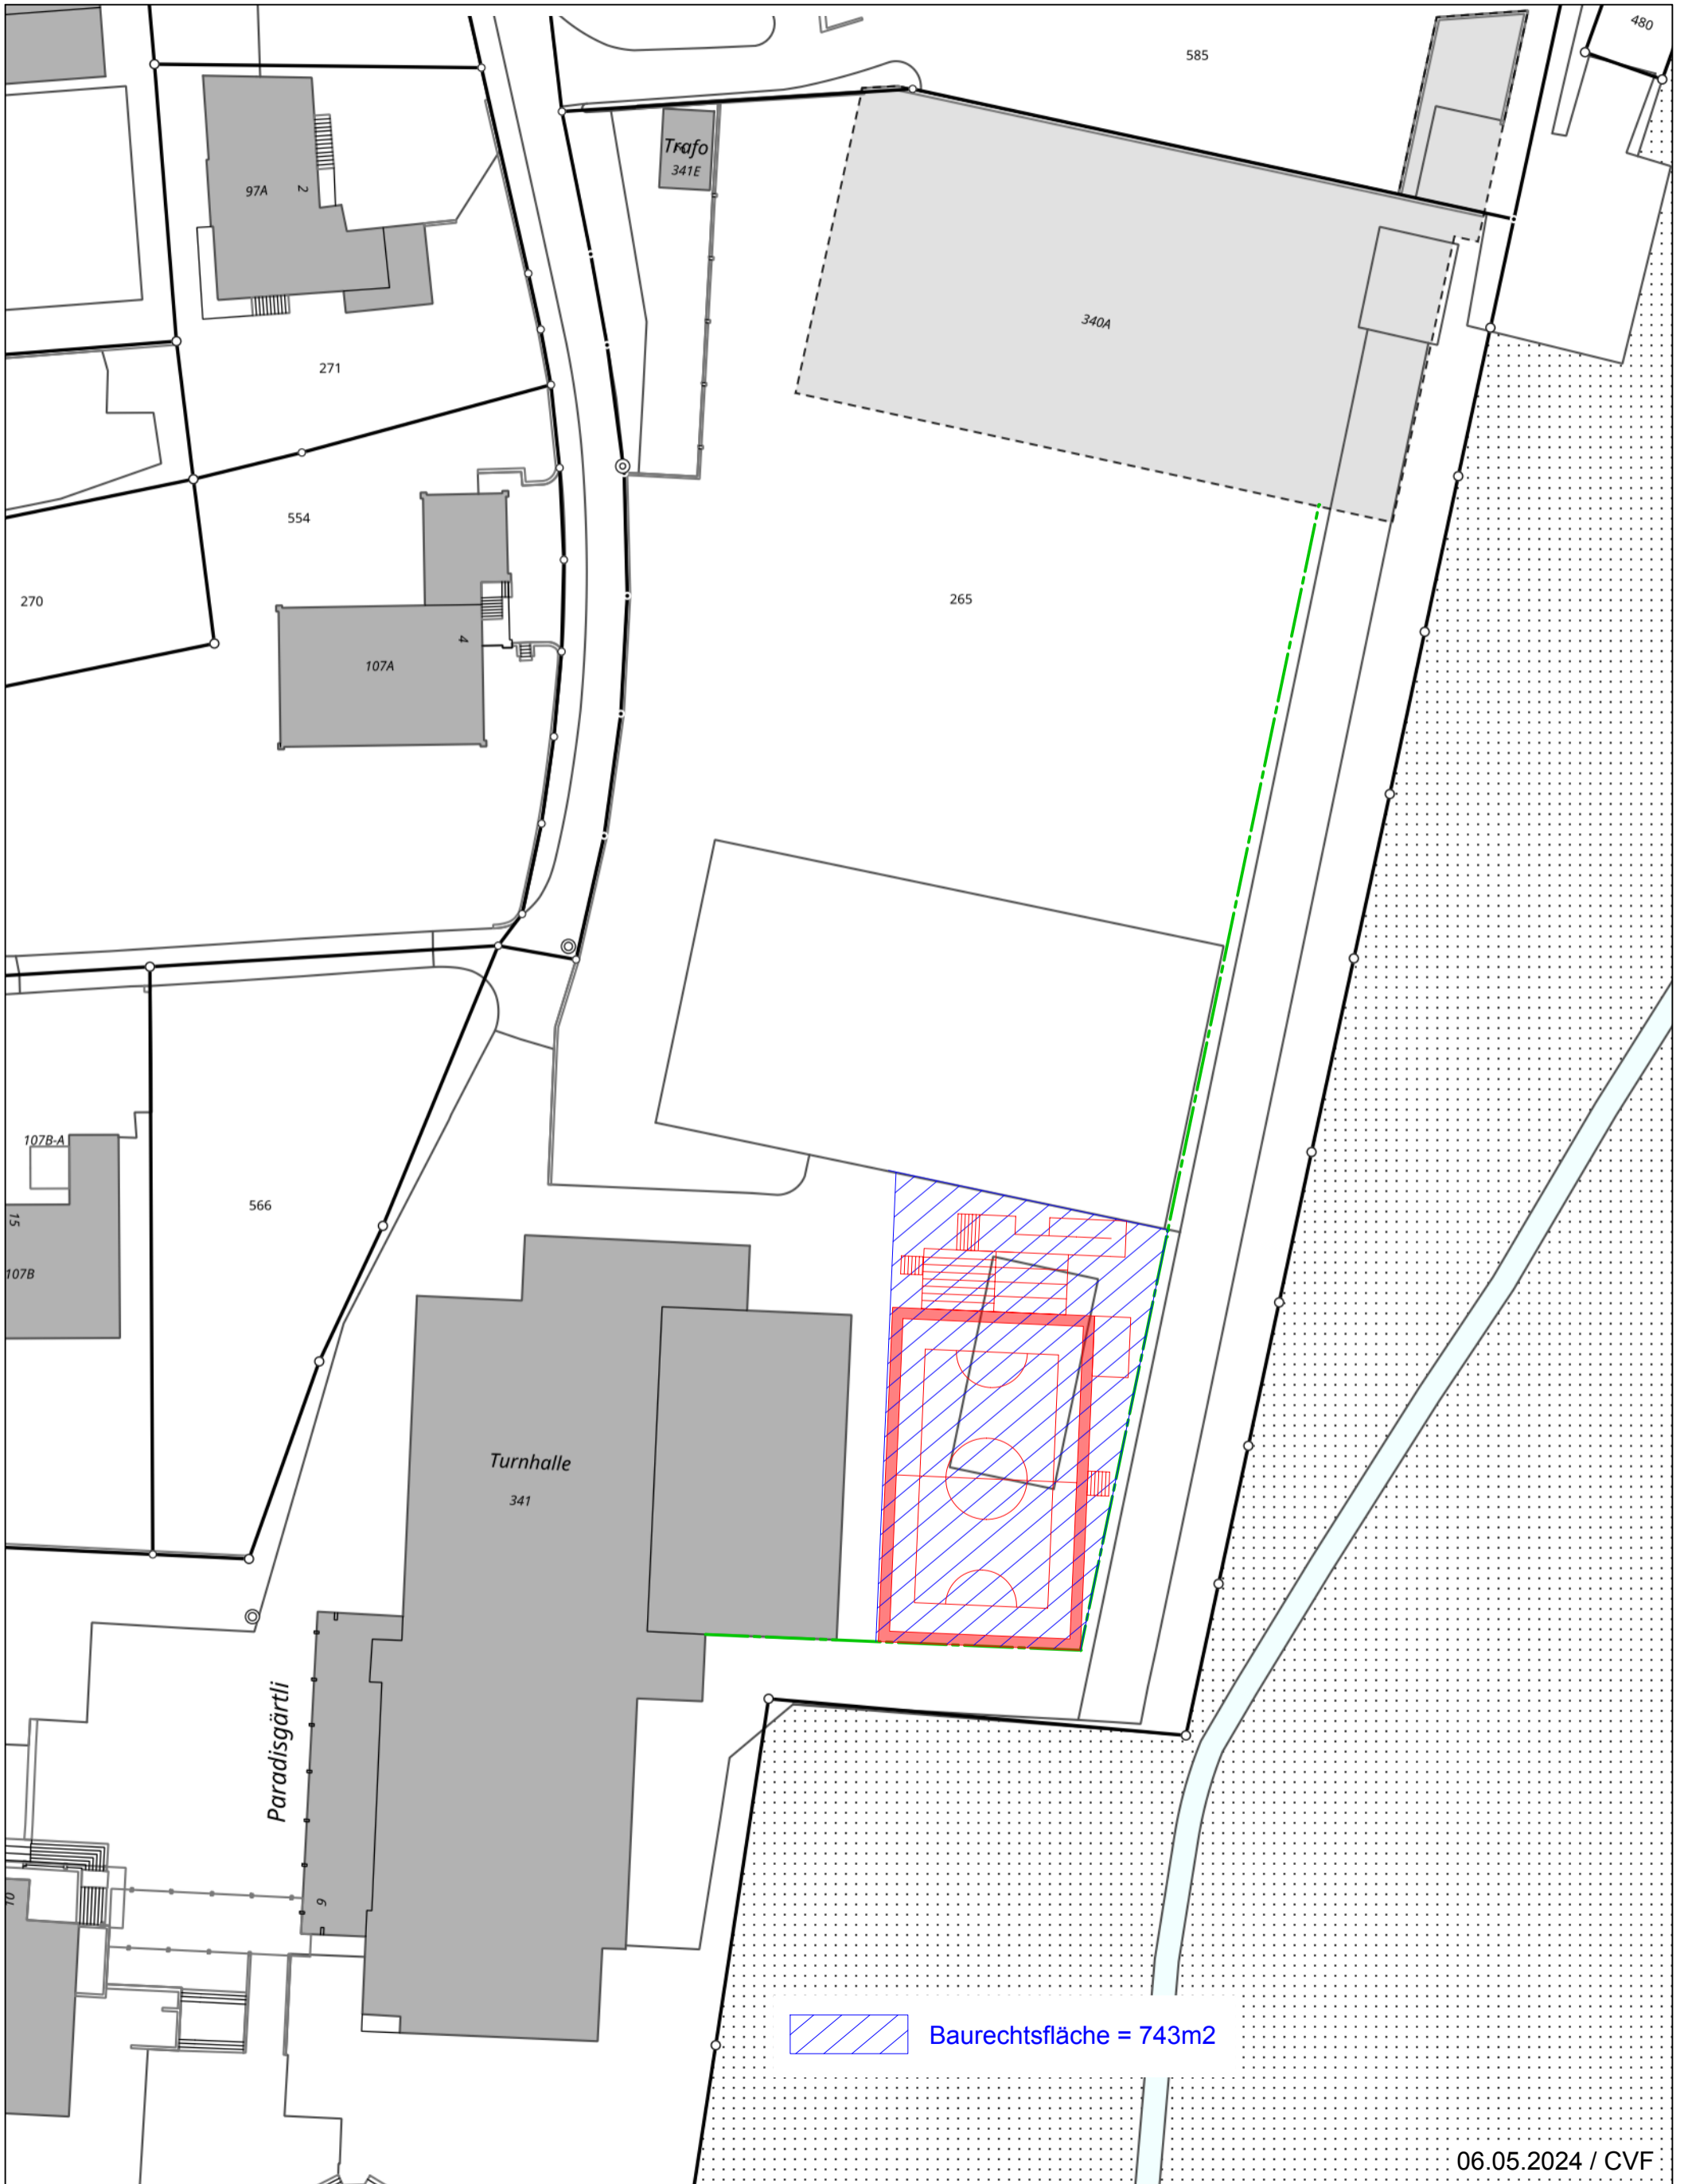 480
585
Trafo
341E
97A
2
340A
271
554
270
265
4
107A
107B-A
566
15
107B
Turnhalle
341
Paradisgärtli
9
10
Baurechtsfläche = 743m2
06.05.2024 / CVF